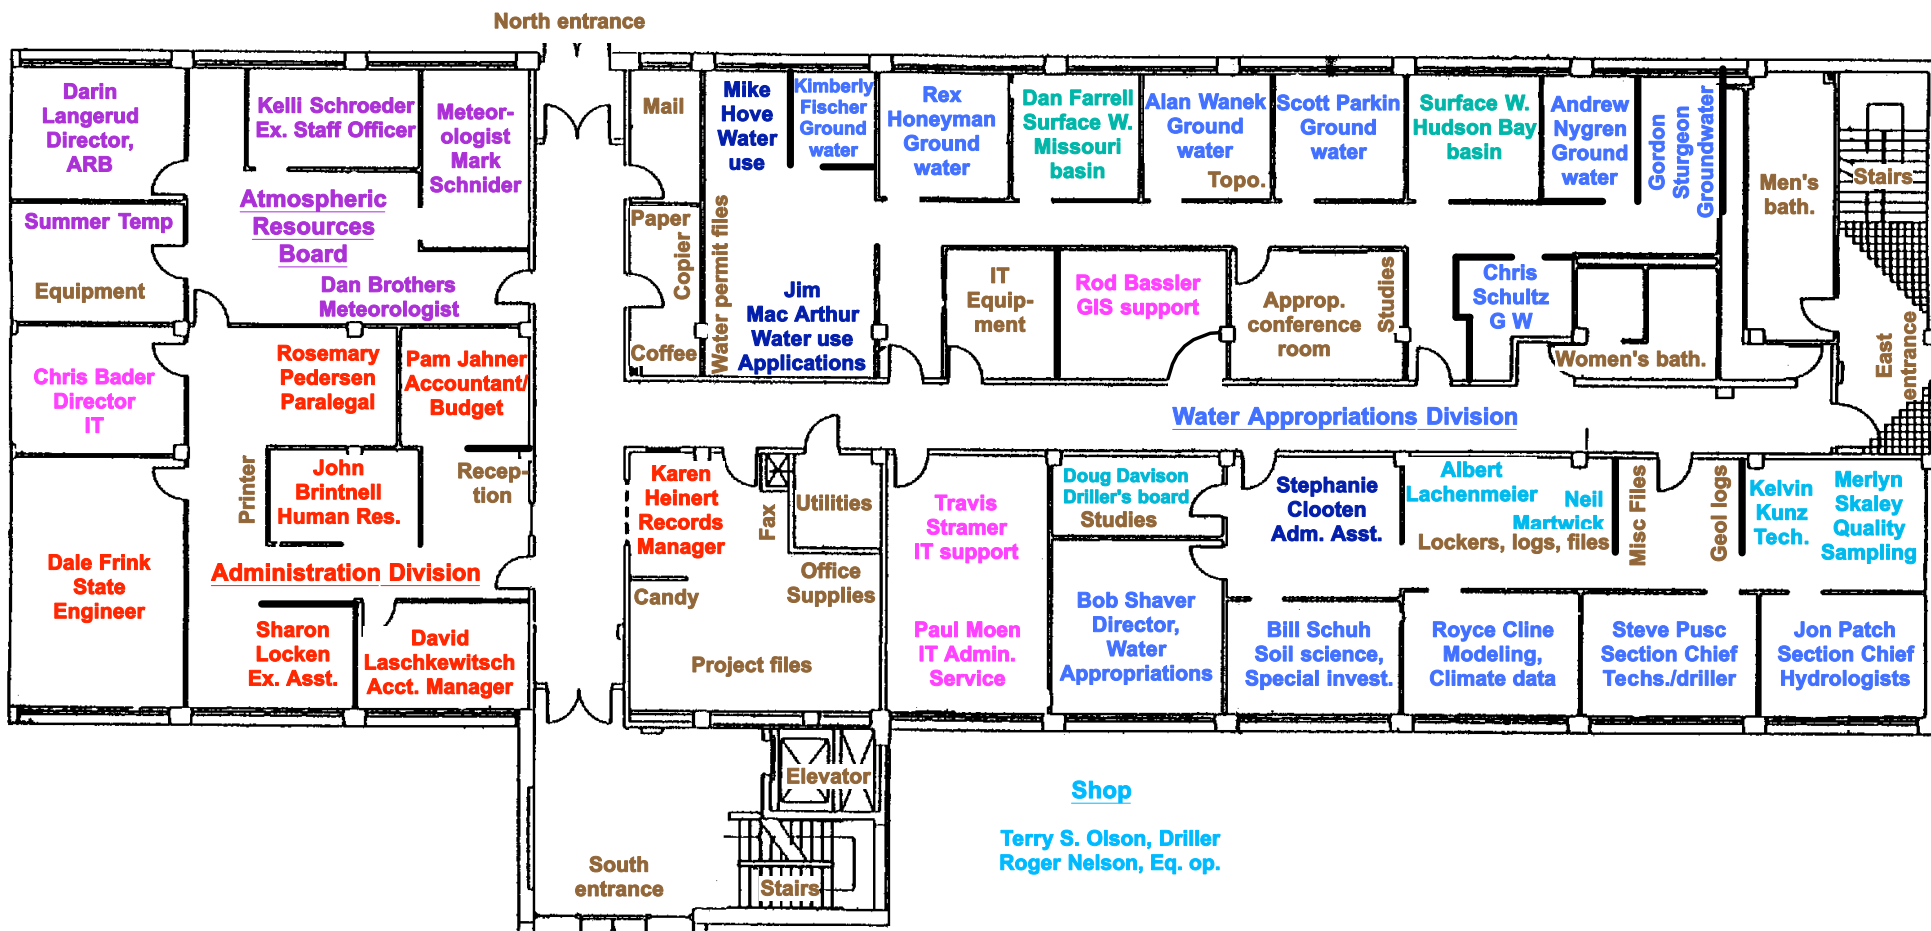 North entrance
Darin
Langerud
Director,
ARB
Kelli Schroeder
Ex. Staff Officer
Meteor-
ologist
Mark
Schnider
Summer Temp
Equipment
Atmospheric
Resources
Board
Dan Brothers
Meteorologist
Mail
Paper
Copier
Coffee
Water permit files
Mike
Hove
Water
use
Kimberly
Fischer
Ground
water
Jim
Mac Arthur
Water use
Applications
Rex
Honeyman
Ground
water
Dan Farrell
Surface W.
Missouri
basin
Alan Wanek
Ground
water
Topo.
Scott Parkin
Ground
water
Surface W.
Hudson Bay
basin
Andrew
Nygren
Ground
water
Gordon
Sturgeon
Groundwater
Men's
bath.
Stairs
IT
Equip-
ment
Rod Bassler
GIS support
Approp.
conference
room
Studies
Chris
Schultz
G W
Women's bath.
East
entrance
Chris Bader
Director
IT
Rosemary
Pedersen
Paralegal
Pam Jahner
Accountant/
Budget
Water Appropriations Division
Printer
John
Brintnell
Human Res.
Recep-
tion
Dale Frink
State
Engineer
Administration Division
Sharon
Locken
Ex. Asst.
David
Laschkewitsch
Acct. Manager
Karen
Heinert
Records
Manager
Fax
Utilities
Office
Supplies
Candy
Project files
Travis
Stramer
IT support
Paul Moen
IT Admin.
Service
Doug Davison
Driller's board
Studies
Bob Shaver
Director,
Water
Appropriations
Stephanie
Clooten
Adm. Asst.
Albert
Lachenmeier
Neil
Martwick
Lockers, logs, files
Misc Files
Geol logs
Kelvin
Kunz
Tech.
Merlyn
Skaley
Quality
Sampling
Bill Schuh
Soil science,
Special invest.
Royce Cline
Modeling,
Climate data
Steve Pusc
Section Chief
Techs./driller
Jon Patch
Section Chief
Hydrologists
Elevator
Stairs
South
entrance
Shop
Terry S. Olson, Driller
Roger Nelson, Eq. op.